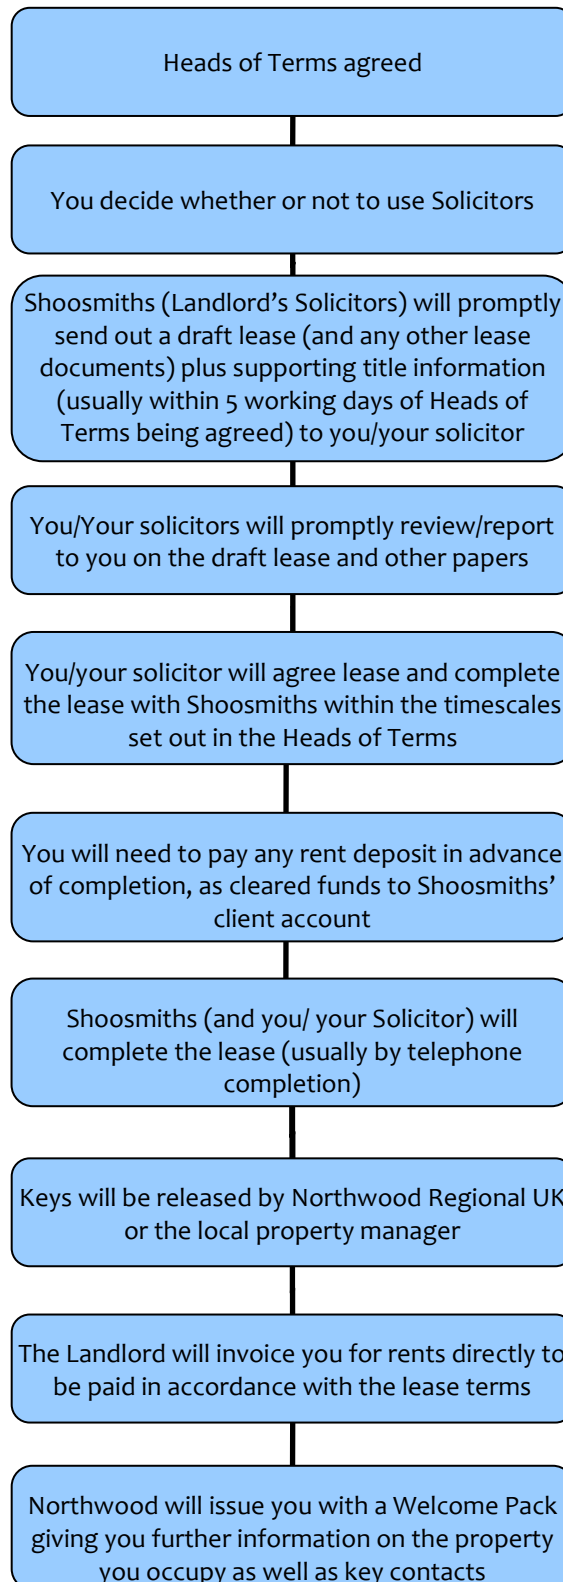 Heads of Terms agreed
You decide whether or not to use Solicitors
Shoosmiths (Landlord’s Solicitors) will promptly
send out a draft lease (and any other lease
documents) plus supporting title information
(usually within 5 working days of Heads of
Terms being agreed) to you/your solicitor
You/Your solicitors will promptly review/report
to you on the draft lease and other papers
You/your solicitor will agree lease and complete
the lease with Shoosmiths within the timescales
set out in the Heads of Terms
You will need to pay any rent deposit in advance
of completion, as cleared funds to Shoosmiths’
client account
Shoosmiths (and you/ your Solicitor) will
complete the lease (usually by telephone
completion)
Keys will be released by Northwood Regional UK
or the local property manager
The Landlord will invoice you for rents directly to
be paid in accordance with the lease terms
Northwood will issue you with a Welcome Pack
giving you further information on the property
you occupy as well as key contacts